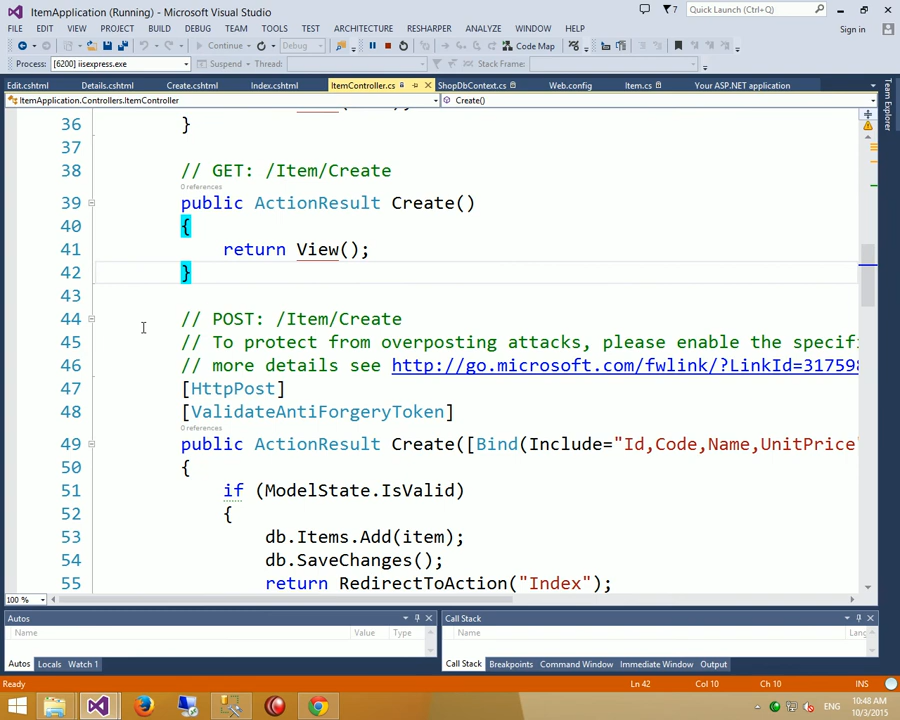 ItemApplication (Running) - Microsoft Visual Studio
7
Quick Launch (Ctrl+Q)
FILE EDIT VIEW PROJECT BUILD DEBUG TEAM TOOLS TEST ARCHITECTURE RESHARPER ANALYZE WINDOW HELP
Sign in
Continue Debug Code Map
Process: [6200] iisexpress.exe Suspend Thread: Stack Frame:
Edit.cshtml Details.cshtml Create.cshtml Index.cshtml ItemController.cs ShopDbContext.cs Web.config Item.cs Your ASP.NET application
Team Explorer
ItemApplication.Controllers.ItemController Create()
36 }
37
38 // GET: /Item/Create
0 references
39 public ActionResult Create()
40 {
41 return View();
42 }
43
44 // POST: /Item/Create
45 // To protect from overposting attacks, please enable the specif
46 // more details see http://go.microsoft.com/fwlink/?LinkId=317598
47 [HttpPost]
48 [ValidateAntiForgeryToken]
0 references
49 public ActionResult Create([Bind(Include="Id,Code,Name,UnitPrice"
50 {
51 if (ModelState.IsValid)
52 {
53 db.Items.Add(item);
54 db.SaveChanges();
55 return RedirectToAction("Index");
100 %
Autos Call Stack
Name Value Type Name Lang
Autos Locals Watch 1 Call Stack Breakpoints Command Window Immediate Window Output
Ready Ln 42 Col 10 Ch 10 INS
ENG 10:48 AM
10/3/2015